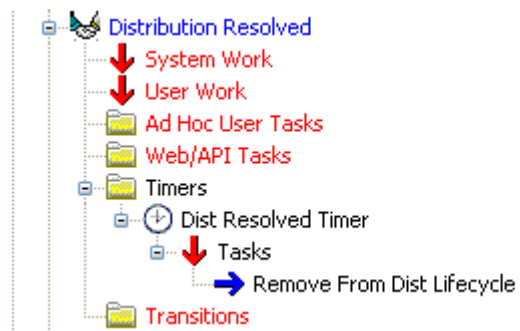 Distribution Resolved
System Work
User Work
Ad Hoc User Tasks
Web/API Tasks
Timers
Dist Resolved Timer
Tasks
Remove From Dist Lifecycle
Transitions